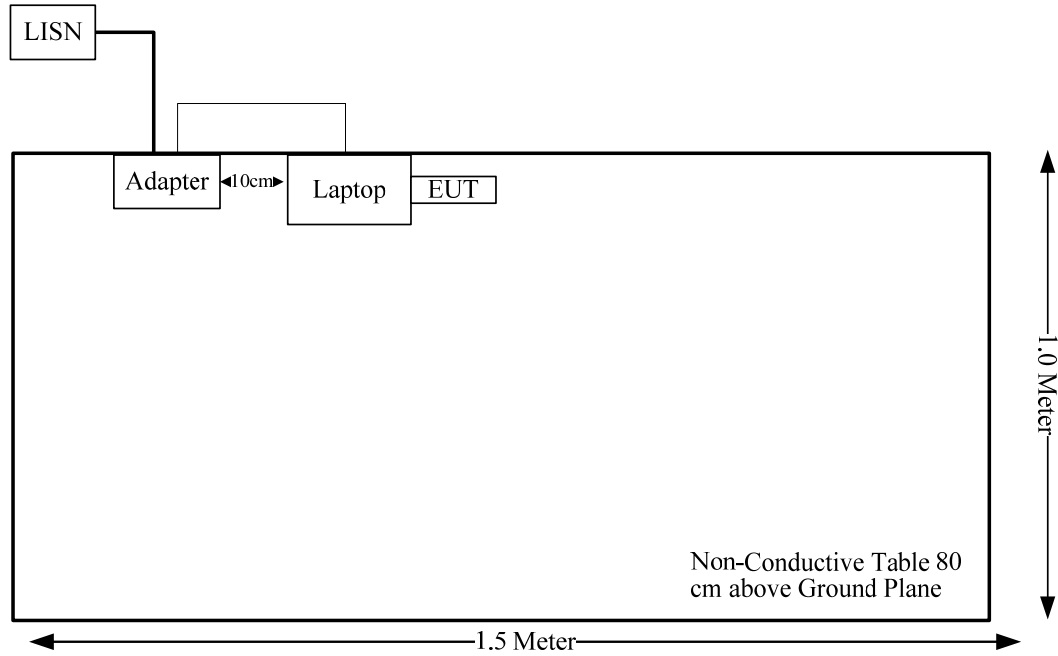 LISN
Adapter
10cm
Laptop
EUT
1.0 Meter
Non-Conductive Table 80
cm above Ground Plane
1.5 Meter